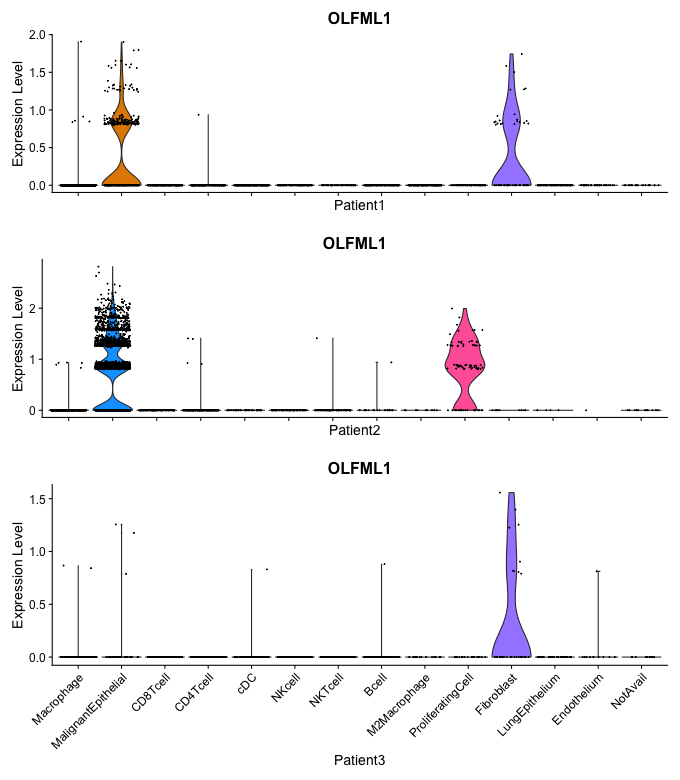 OLFML1
Expression Level
2.0
1.5
1.0
0.5
0.0
Patient1
OLFML1
Expression Level
2
1
0
Patient2
OLFML1
Expression Level
1.5
1.0
0.5
0.0
Macrophage
MalignantEpithelial
CD8Tcell
CD4Tcell
cDC
NKcell
NKTcell
Bcell
M2Macrophage
ProliferatingCell
Fibroblast
LungEpithelium
Endothelium
NotAvail
Patient3